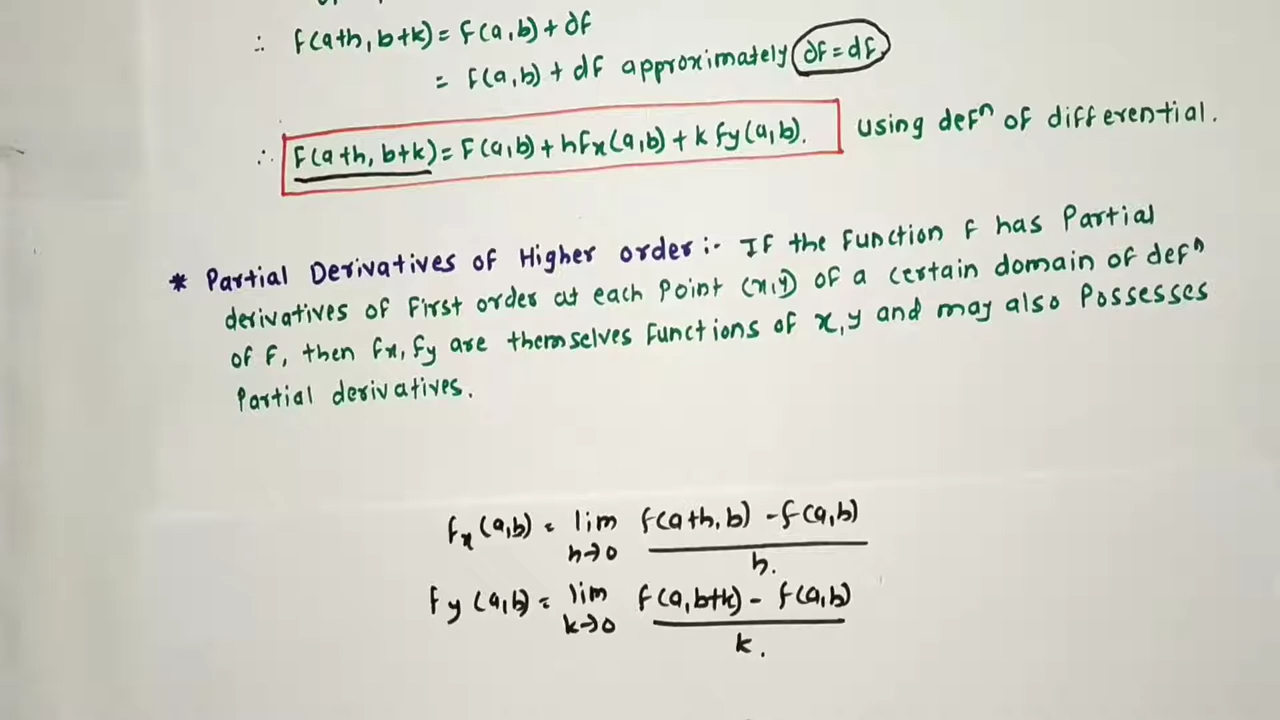 ∴ f(a+h, b+k) = f(a,b) + ∂f
= f(a,b) + df approximately ∂f = df
∴ f(a+h, b+k) = f(a,b) + hfx(a,b) + k fy(a,b). using defⁿ of differential.
* Partial Derivatives of Higher order :- If the function f has Partial
derivatives of First order at each Point (x,y) of a certain domain of defⁿ
of f, then fx, fy are themselves functions of x, y and may also Possesses
Partial derivatives.
fx (a,b) = lim f(a+h, b) - f(a,b)
h→0 h.
fy (a,b) = lim f(a,b+k) - f(a,b)
k→0 k.